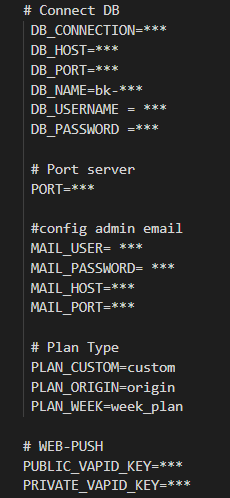 # Connect DB
DB_CONNECTION=***
DB_HOST=***
DB_PORT=***
DB_NAME=bk-***
DB_USERNAME = ***
DB_PASSWORD =***
# Port server
PORT=***
#config admin email
MAIL_USER= ***
MAIL_PASSWORD= ***
MAIL_HOST=***
MAIL_PORT=***
# Plan Type
PLAN_CUSTOM=custom
PLAN_ORIGIN=origin
PLAN_WEEK=week_plan
# WEB-PUSH
PUBLIC_VAPID_KEY=***
PRIVATE_VAPID_KEY=***